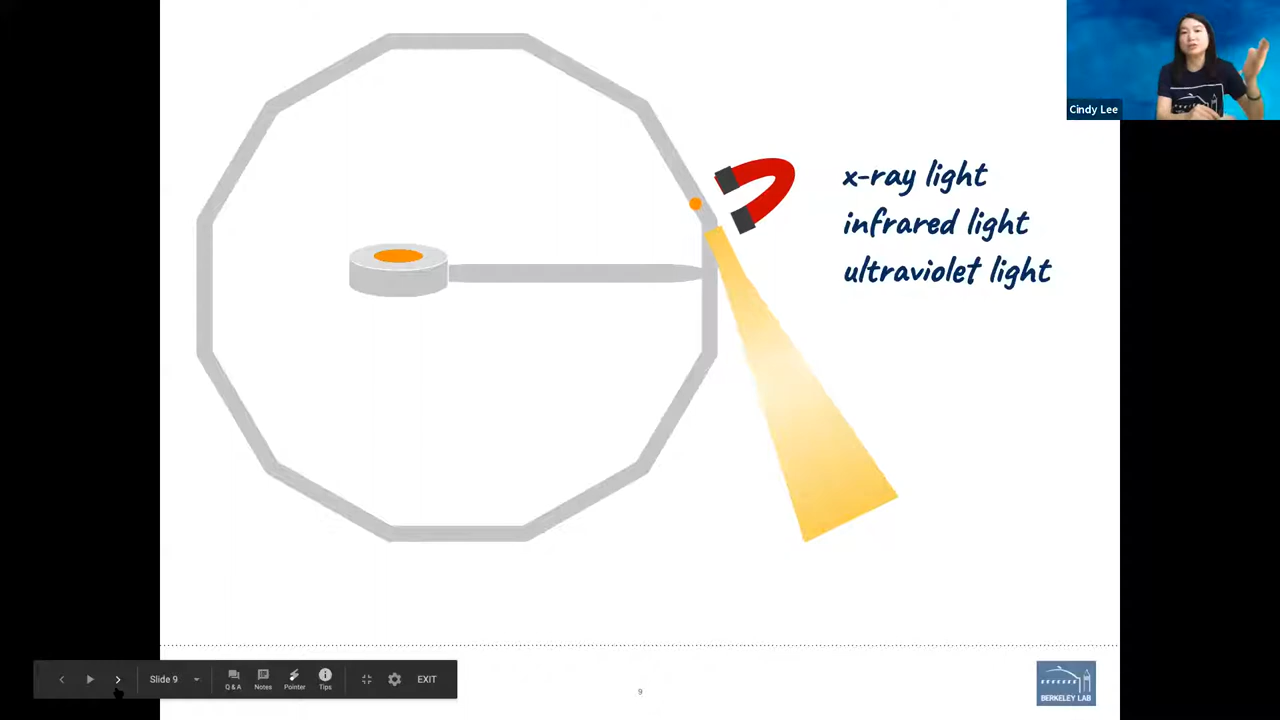 Cindy Lee
x-ray light
infrared light
ultraviolet light
Slide 9
Q & A
Notes
Pointer
Tips
EXIT
9
BERKELEY LAB